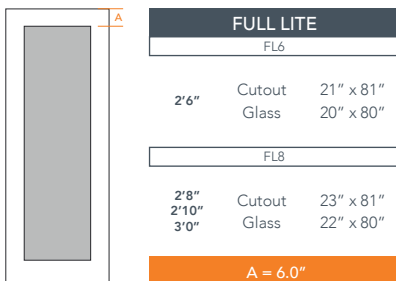 A
FULL LITE
FL6
2'6" Cutout 21" x 81"
Glass 20" x 80"
FL8
2'8"
2'10"
3'0"
Cutout 23" x 81"
Glass 22" x 80"
A = 6.0"